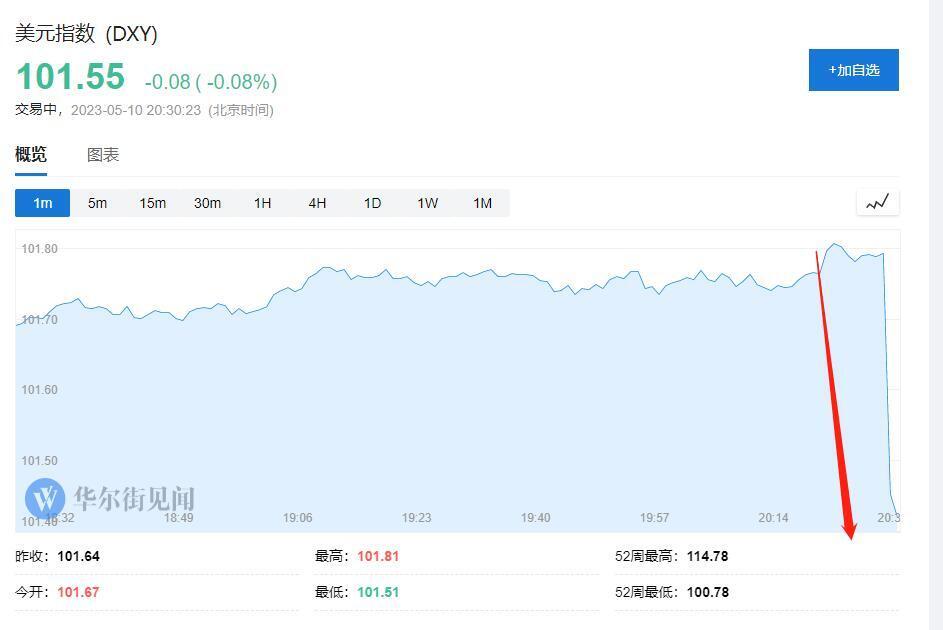 美元指数 (DXY)
101.55 -0.08 ( -0.08%)
+加自选
交易中，2023-05-10 20:30:23 (北京时间)
概览 图表
1m 5m 15m 30m 1H 4H 1D 1W 1M
101.80
101.70
101.60
101.50
华尔街见闻
101.40
18:32 18:49 19:06 19:23 19:40 19:57 20:14 20:3
昨收：101.64 最高：101.81 52周最高：114.78
今开：101.67 最低：101.51 52周最低：100.78